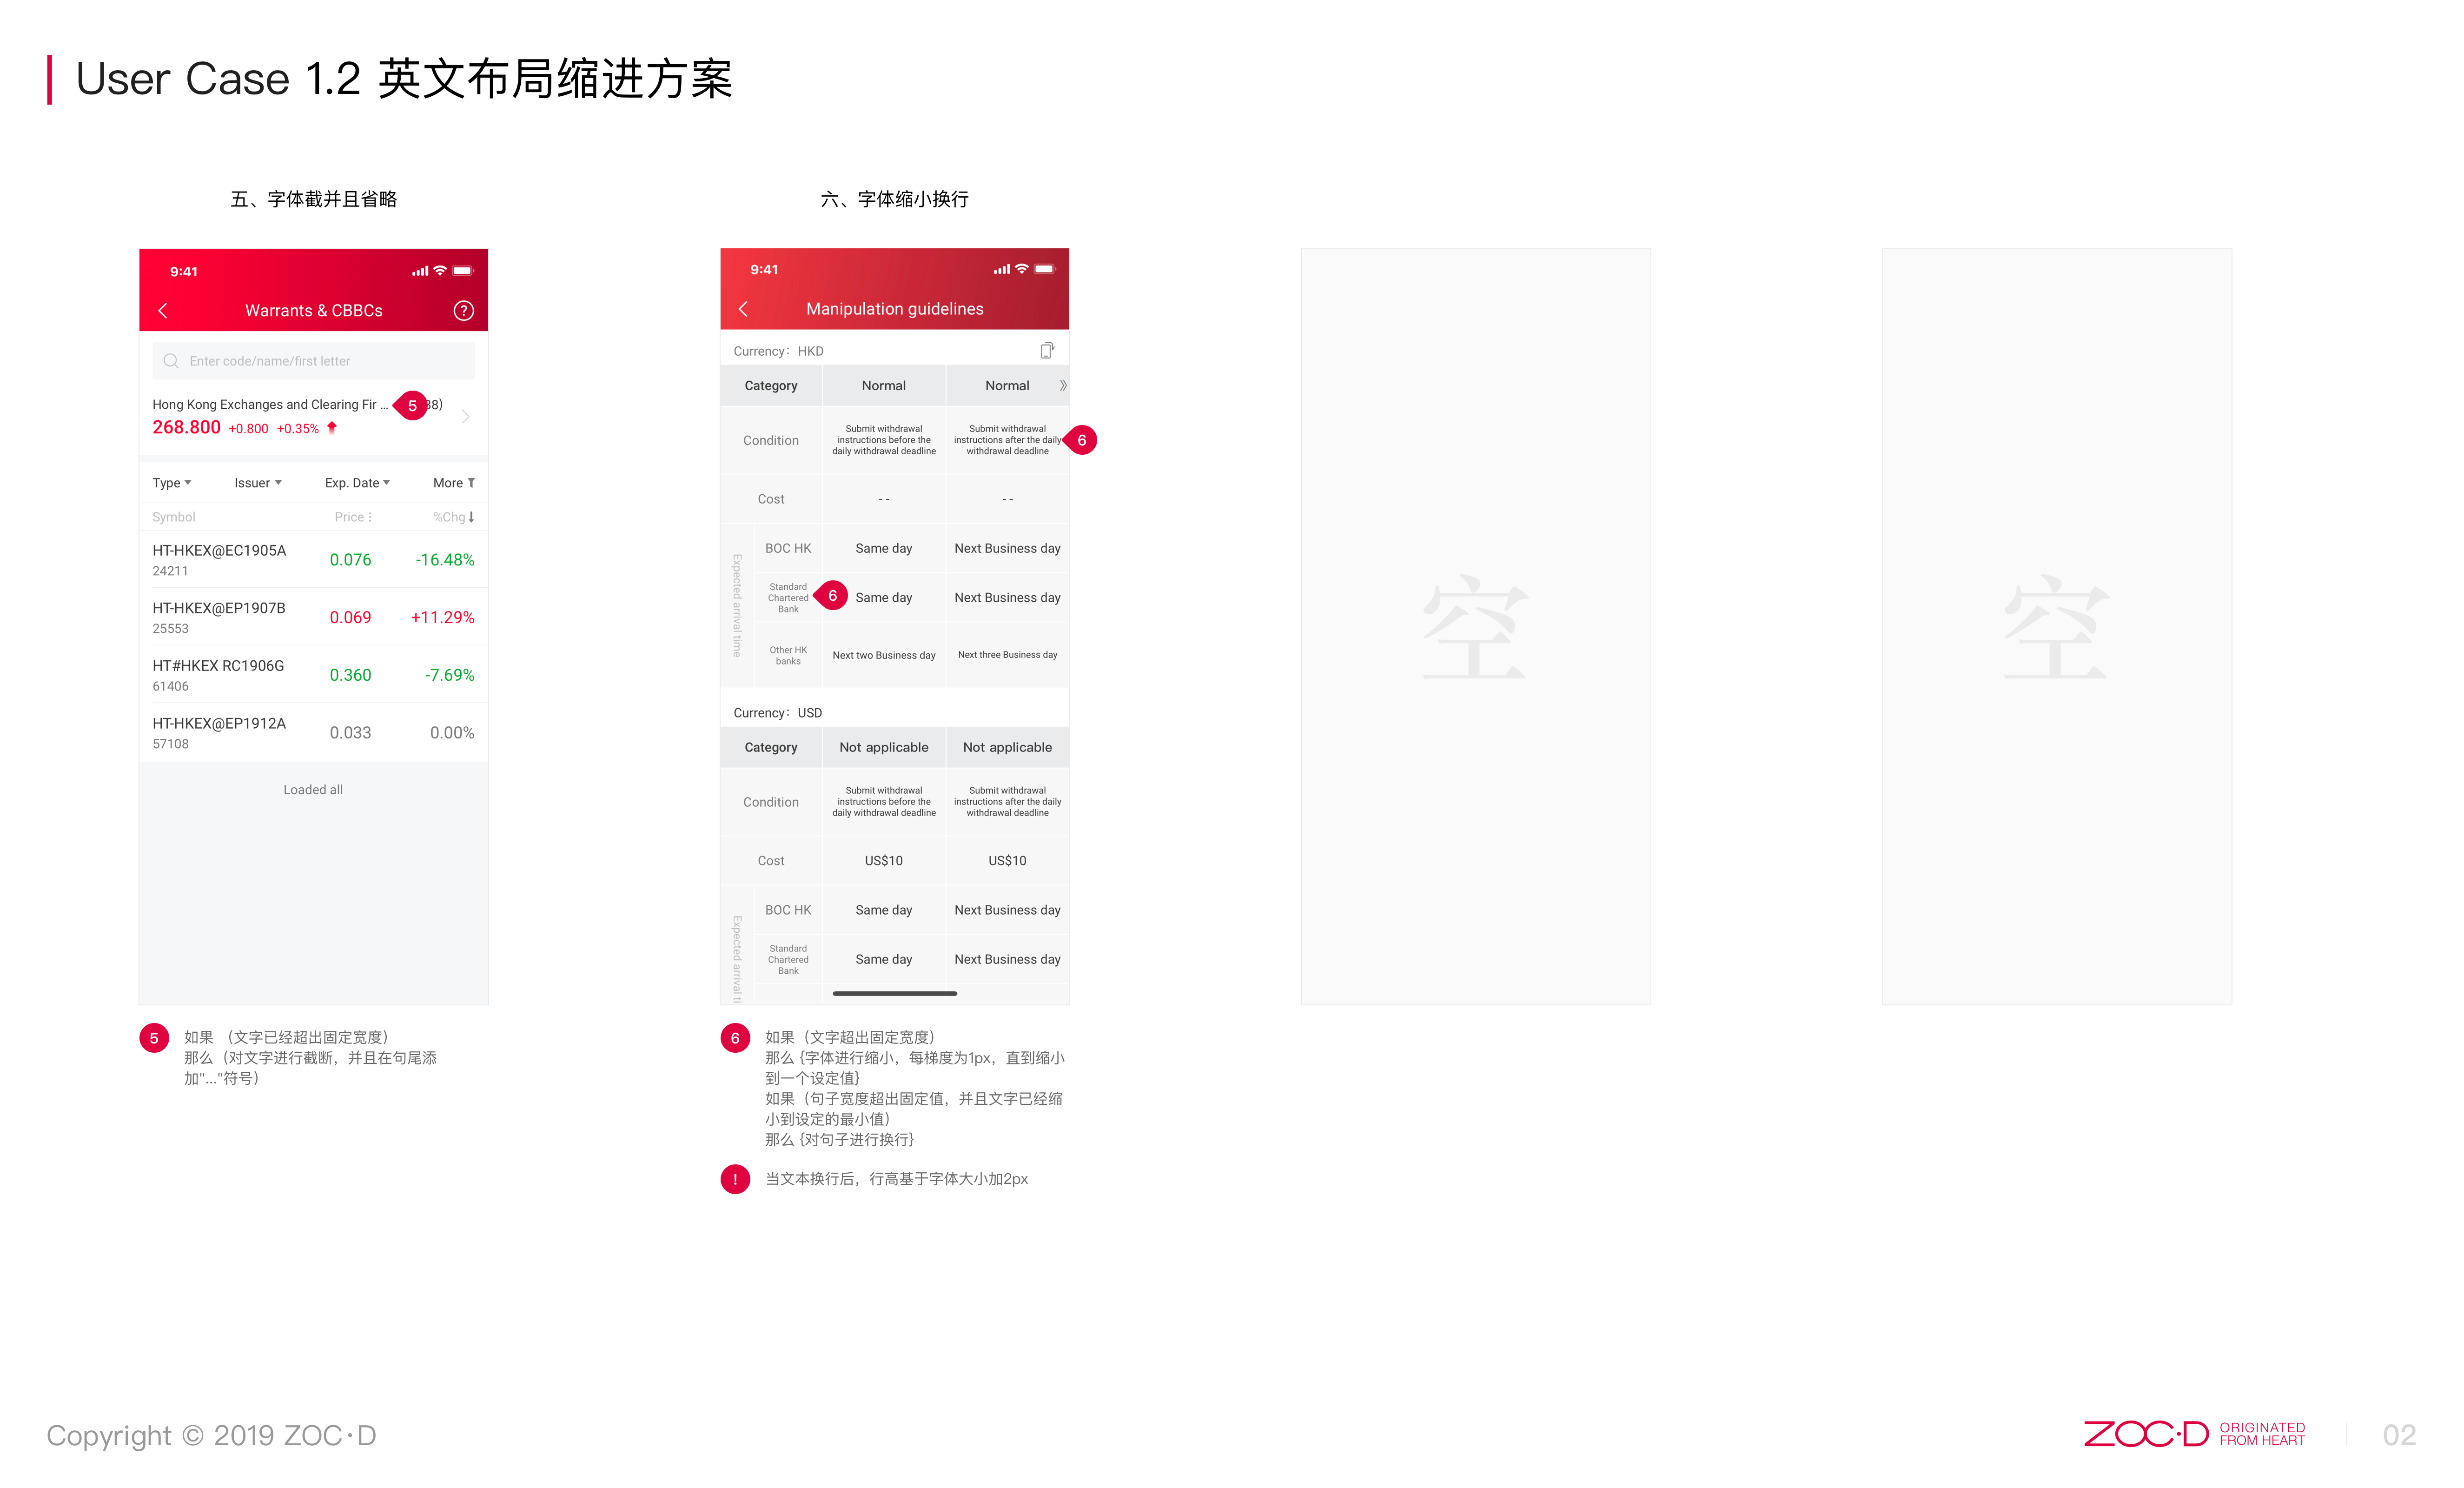 User Case 1.2 英文布局缩进方案
五、字体截并且省略
9:41
Warrants & CBBCs
?
Enter code/name/first letter
Hong Kong Exchanges and Clearing Fir ...
5
88)
268.800 +0.800 +0.35%
Type Issuer Exp. Date More
Symbol Price %Chg
HT-HKEX@EC1905A 0.076 -16.48%
24211
HT-HKEX@EP1907B 0.069 +11.29%
25553
HT#HKEX RC1906G 0.360 -7.69%
61406
HT-HKEX@EP1912A 0.033 0.00%
57108
Loaded all
5 如果 （文字已经超出固定宽度）
那么（对文字进行截断，并且在句尾添
加"..."符号）
六、字体缩小换行
9:41
Manipulation guidelines
Currency：HKD
Category Normal Normal
Condition
Submit withdrawal
instructions before the
daily withdrawal deadline
Submit withdrawal
instructions after the daily
withdrawal deadline
6
Cost -- --
Expected arrival time
BOC HK Same day Next Business day
Standard
Chartered
Bank
6
Same day Next Business day
Other HK
banks
Next two Business day Next three Business day
Currency：USD
Category Not applicable Not applicable
Condition
Submit withdrawal
instructions before the
daily withdrawal deadline
Submit withdrawal
instructions after the daily
withdrawal deadline
Cost US$10 US$10
Expected arrival ti
BOC HK Same day Next Business day
Standard
Chartered
Bank
Same day Next Business day
6 如果（文字超出固定宽度）
那么 {字体进行缩小，每梯度为1px，直到缩小
到一个设定值}
如果（句子宽度超出固定值，并且文字已经缩
小到设定的最小值）
那么 {对句子进行换行}
! 当文本换行后，行高基于字体大小加2px
空
空
Copyright © 2019 ZOC·D
ZOC·D
ORIGINATED
FROM HEART
02